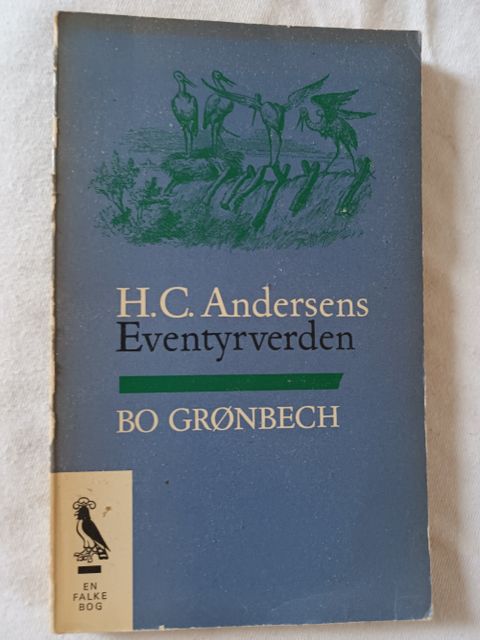 H.C. Andersens
Eventyrverden
BO GRØNBECH
EN
FALKE
BOG